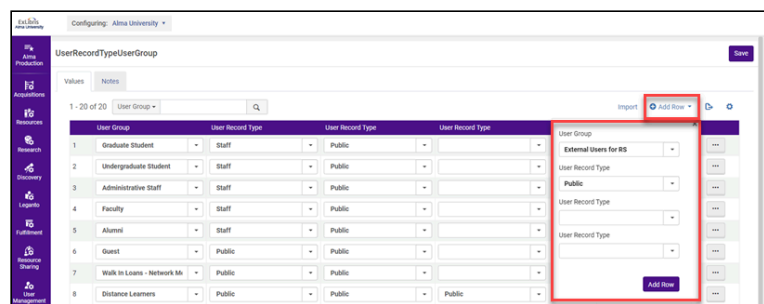 ExLibris
Alma University
Configuring: Alma University
Alma
Production
UserRecordTypeUserGroup
Save
Acquisitions
Values Notes
1 - 20 of 20 User Group
Import Add Row
Resources
User Group User Record Type User Record Type User Record Type
User Group
1 Graduate Student Staff Public
External Users for RS
Research
2 Undergraduate Student Staff Public
User Record Type
Public
Discovery
3 Administrative Staff Staff Public
User Record Type
Leganto
4 Faculty Staff Public
Fulfillment
5 Alumni Staff Public
User Record Type
Resource
Sharing
6 Guest Public Public
7 Walk In Loans - Network Me Public Public
Add Row
User
Management
8 Distance Learners Public Public Public